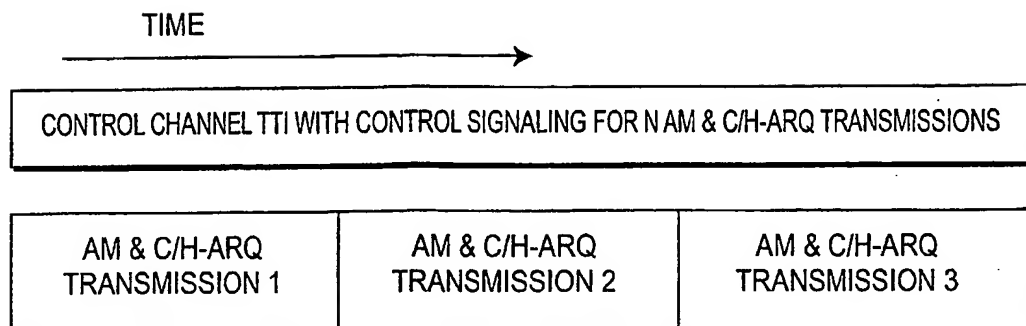 TIME
CONTROL CHANNEL TTI WITH CONTROL SIGNALING FOR N AM & C/H-ARQ TRANSMISSIONS
AM & C/H-ARQ
TRANSMISSION 1
AM & C/H-ARQ
TRANSMISSION 2
AM & C/H-ARQ
TRANSMISSION 3